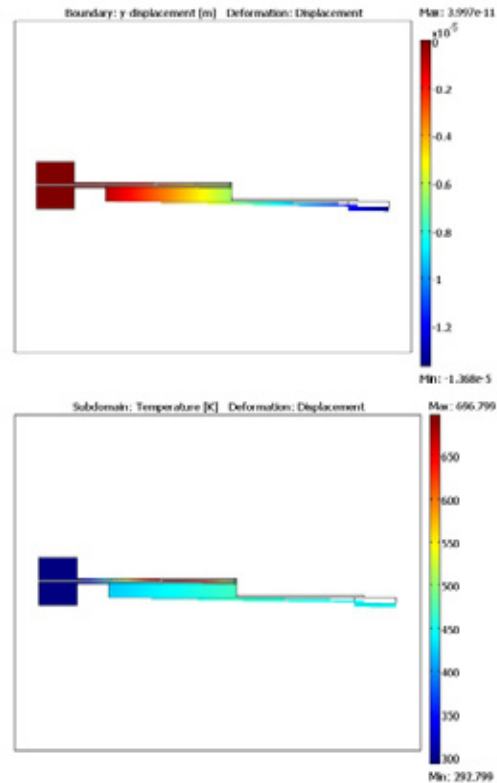 Boundary: y displacement [m] Deformation: Displacement
Max: 3.997e-11
×10⁻⁵
0
-0.2
-0.4
-0.6
-0.8
-1
-1.2
Min: -1.368e-5
Subdomain: Temperature [K] Deformation: Displacement
Max: 696.799
650
600
550
500
450
400
350
300
Min: 292.799